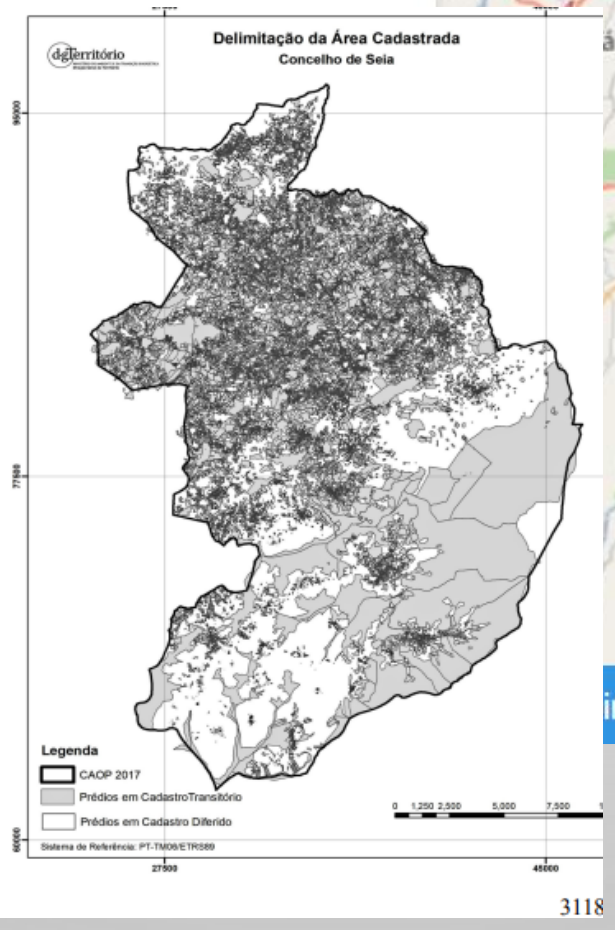 Delimitação da Área Cadastrada
Concelho de Seia
dgTerritório
95000
77500
60000
Legenda
CAOP 2017
Prédios em CadastroTransitório
Prédios em Cadastro Diferido
Sistema de Referência: PT-TM06/ETRS89
0 1,250 2,500 5,000 7,500
27500 45000
3118